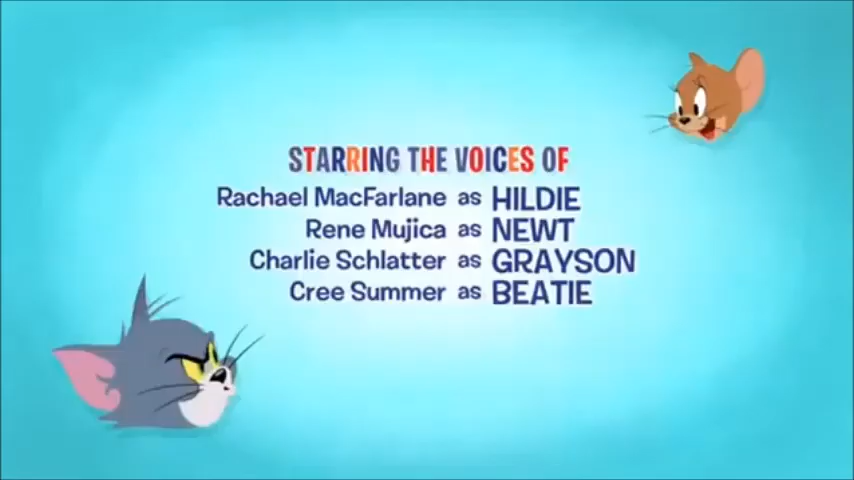 STARRING THE VOICES OF
Rachael MacFarlane as HILDIE
Rene Mujica as NEWT
Charlie Schlatter as GRAYSON
Cree Summer as BEATIE